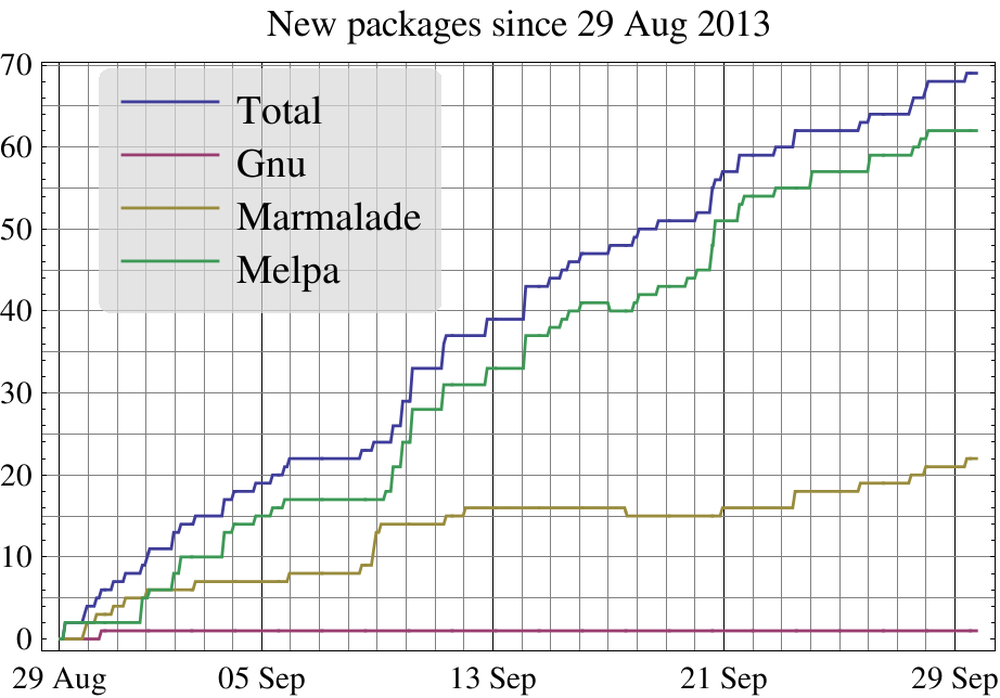 New packages since 29 Aug 2013
70
60
50
40
30
20
10
0
Total
Gnu
Marmalade
Melpa
29 Aug 05 Sep 13 Sep 21 Sep 29 Sep